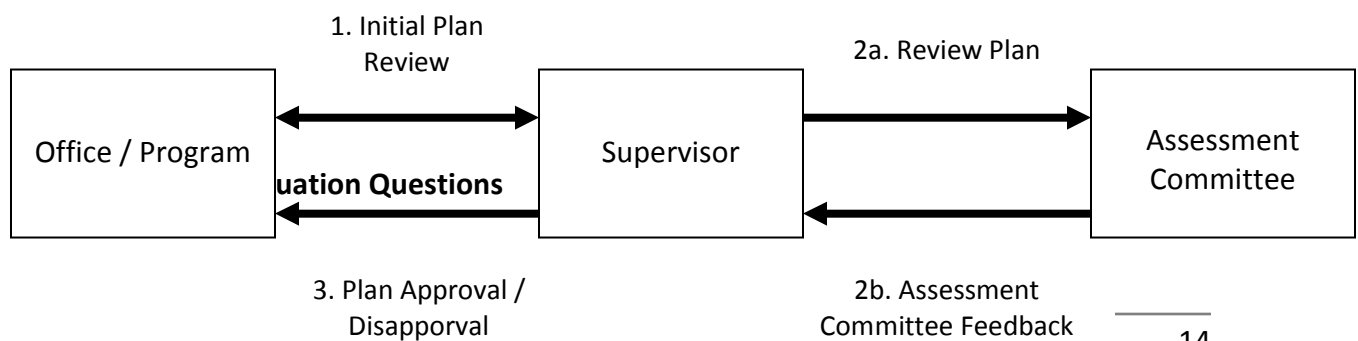 1. Initial Plan
Review
2a. Review Plan
Office / Program
Supervisor
Assessment
Committee
uation Questions
3. Plan Approval /
Disapporval
2b. Assessment
Committee Feedback
14